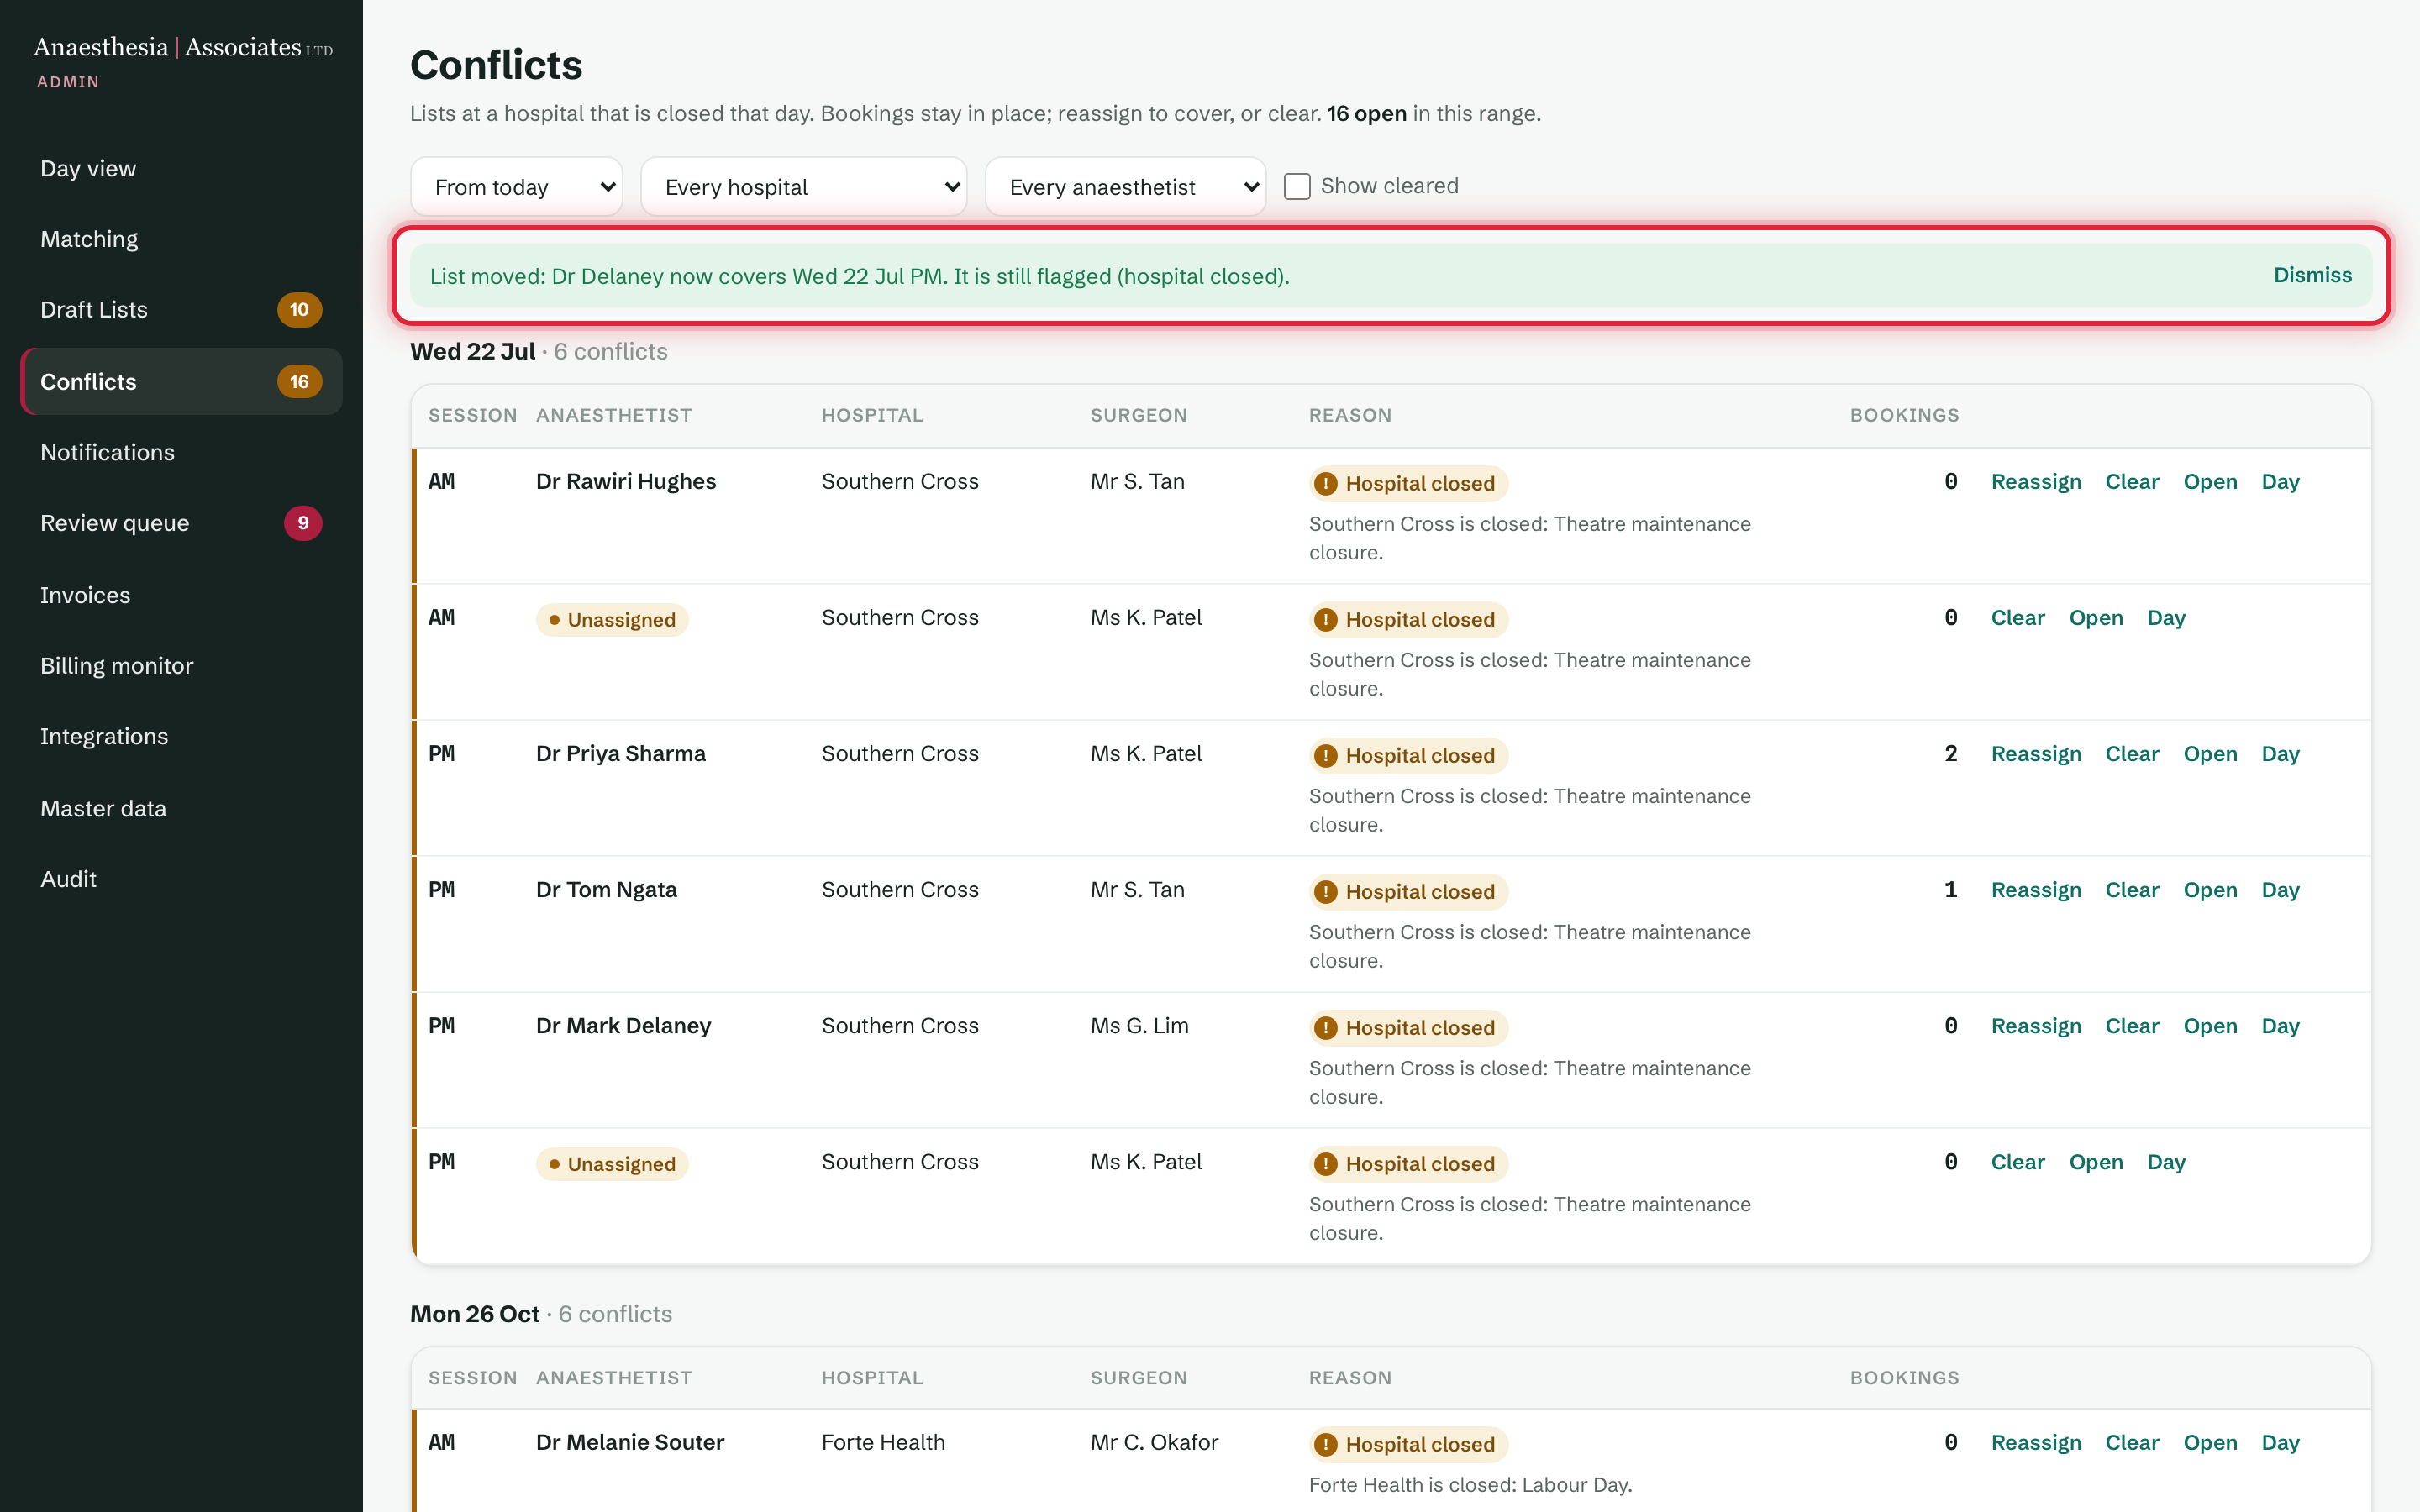 Anaesthesia | Associates LTD
ADMIN
Day view
Matching
Draft Lists 10
Conflicts 16
Notifications
Review queue 9
Invoices
Billing monitor
Integrations
Master data
Audit
Conflicts
Lists at a hospital that is closed that day. Bookings stay in place; reassign to cover, or clear. 16 open in this range.
From today Every hospital Every anaesthetist Show cleared
List moved: Dr Delaney now covers Wed 22 Jul PM. It is still flagged (hospital closed). Dismiss
Wed 22 Jul · 6 conflicts
SESSION ANAESTHETIST HOSPITAL SURGEON REASON BOOKINGS
AM Dr Rawiri Hughes Southern Cross Mr S. Tan ! Hospital closed 0 Reassign Clear Open Day
Southern Cross is closed: Theatre maintenance
closure.
AM Unassigned Southern Cross Ms K. Patel ! Hospital closed 0 Clear Open Day
Southern Cross is closed: Theatre maintenance
closure.
PM Dr Priya Sharma Southern Cross Ms K. Patel ! Hospital closed 2 Reassign Clear Open Day
Southern Cross is closed: Theatre maintenance
closure.
PM Dr Tom Ngata Southern Cross Mr S. Tan ! Hospital closed 1 Reassign Clear Open Day
Southern Cross is closed: Theatre maintenance
closure.
PM Dr Mark Delaney Southern Cross Ms G. Lim ! Hospital closed 0 Reassign Clear Open Day
Southern Cross is closed: Theatre maintenance
closure.
PM Unassigned Southern Cross Ms K. Patel ! Hospital closed 0 Clear Open Day
Southern Cross is closed: Theatre maintenance
closure.
Mon 26 Oct · 6 conflicts
SESSION ANAESTHETIST HOSPITAL SURGEON REASON BOOKINGS
AM Dr Melanie Souter Forte Health Mr C. Okafor ! Hospital closed 0 Reassign Clear Open Day
Forte Health is closed: Labour Day.